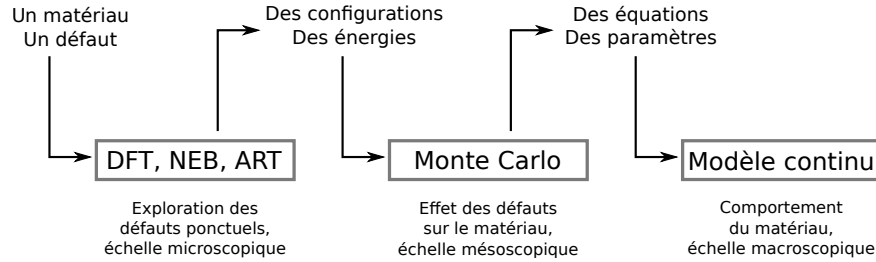 Un matériau
Un défaut
Des configurations
Des énergies
Des équations
Des paramètres
DFT, NEB, ART
Monte Carlo
Modèle continu
Exploration des
défauts ponctuels,
échelle microscopique
Effet des défauts
sur le matériau,
échelle mésoscopique
Comportement
du matériau,
échelle macroscopique